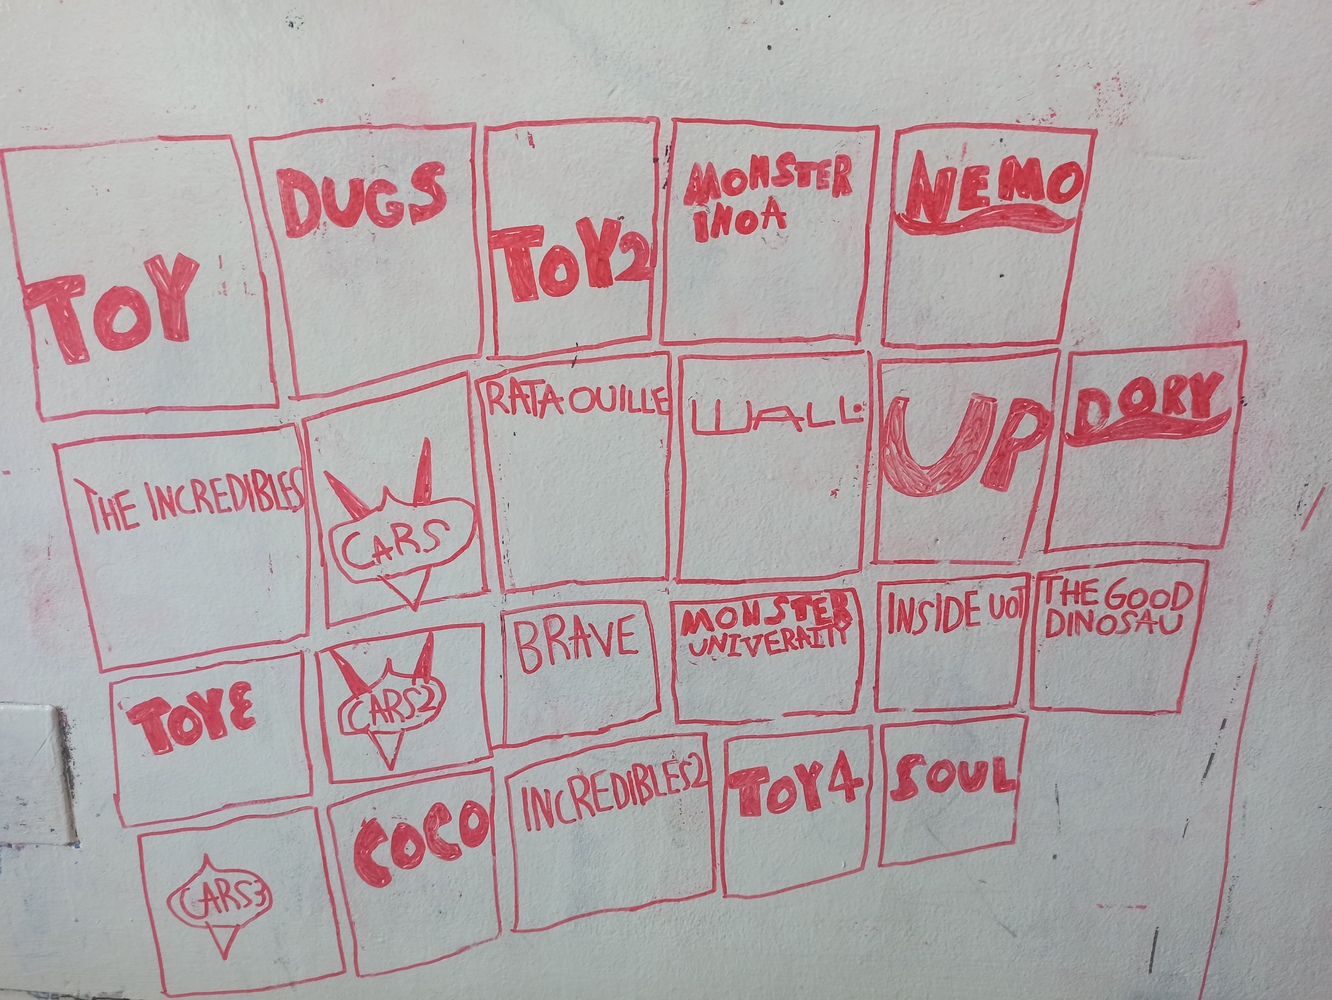 TOY
DUGS
TOY2
MONSTER
INOA
NEMO
THE INCREDIBLES
CARS
RATAOUILLE
WALL·
UP
DORY
TOY3
CARS2
BRAVE
MONSTER
UNIVERAITY
INSIDE UOT
THE GOOD
DINOSAU
CARS3
COCO
INCREDIBLES2
TOY4
SOUL